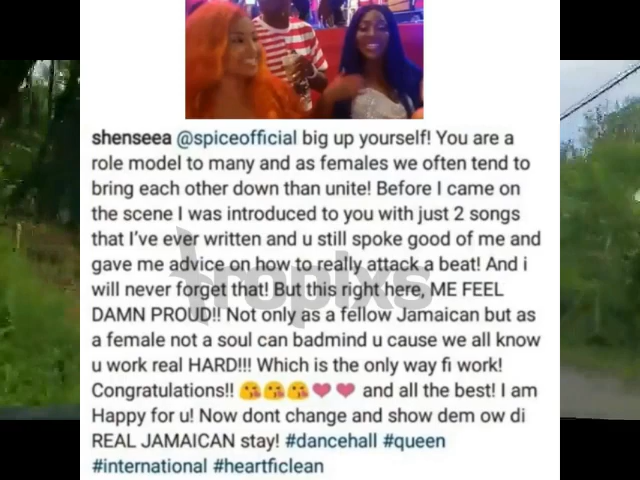 shenseea @spiceofficial big up yourself! You are a
role model to many and as females we often tend to
bring each other down than unite! Before I came on
the scene I was introduced to you with just 2 songs
that I've ever written and u still spoke good of me and
gave me advice on how to really attack a beat! And i
will never forget that! But this right here, ME FEEL
DAMN PROUD!! Not only as a fellow Jamaican but as
a female not a soul can badmind u cause we all know
u work real HARD!!! Which is the only way fi work!
Congratulations!! 😘😘😘❤❤ and all the best! I am
Happy for u! Now dont change and show dem ow di
REAL JAMAICAN stay! #dancehall #queen
#international #heartficlean
tropixs